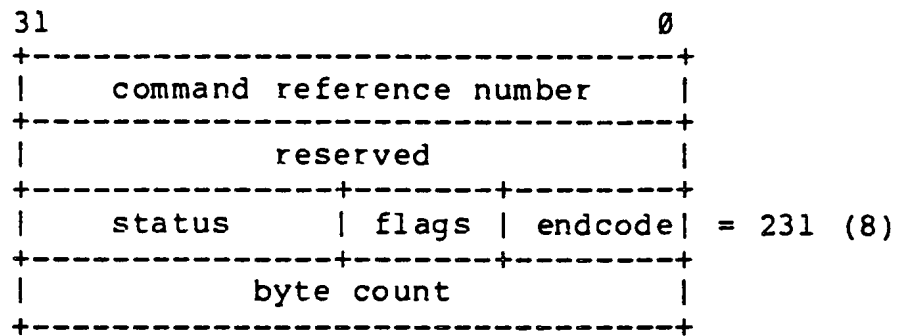 31 0
command reference number
reserved
status | flags | endcode| = 231 (8)
byte count